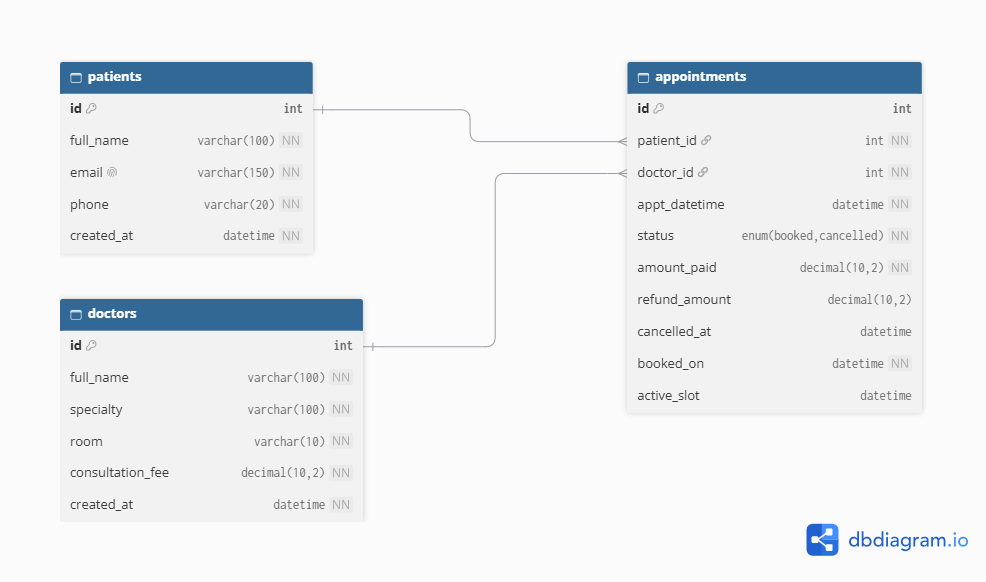 patients
id int
full_name varchar(100) NN
email varchar(150) NN
phone varchar(20) NN
created_at datetime NN
doctors
id int
full_name varchar(100) NN
specialty varchar(100) NN
room varchar(10) NN
consultation_fee decimal(10,2) NN
created_at datetime NN
appointments
id int
patient_id int NN
doctor_id int NN
appt_datetime datetime NN
status enum(booked,cancelled) NN
amount_paid decimal(10,2) NN
refund_amount decimal(10,2)
cancelled_at datetime
booked_on datetime NN
active_slot datetime
dbdiagram.io